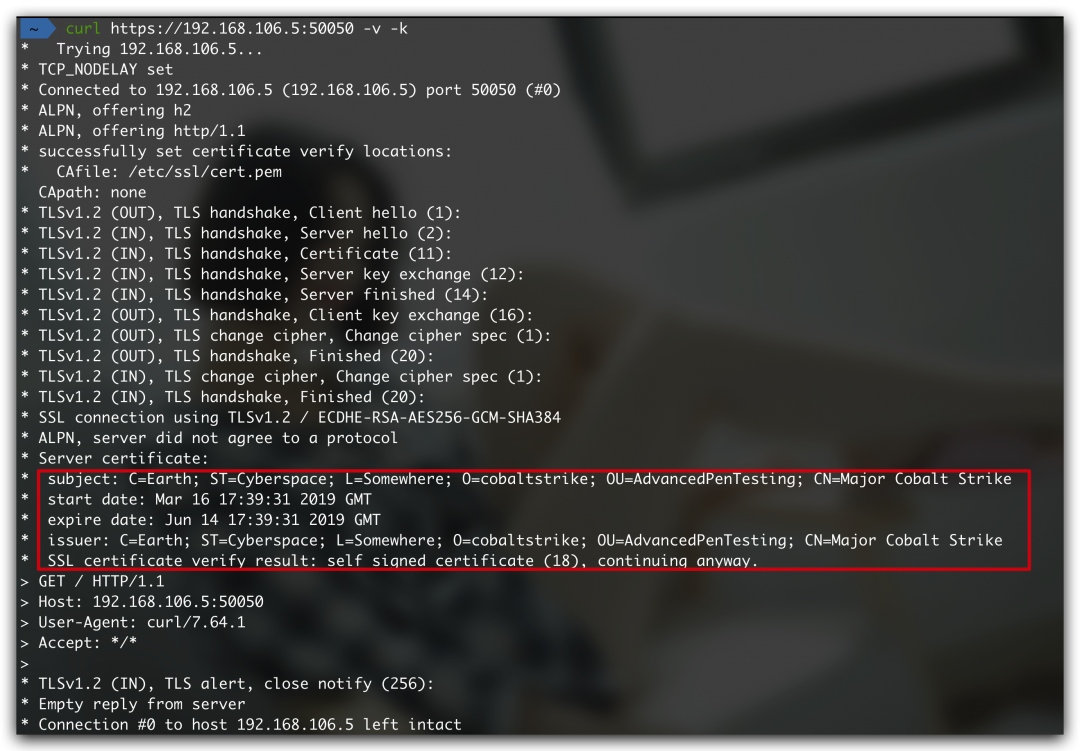 ~ curl https://192.168.106.5:50050 -v -k
*   Trying 192.168.106.5...
* TCP_NODELAY set
* Connected to 192.168.106.5 (192.168.106.5) port 50050 (#0)
* ALPN, offering h2
* ALPN, offering http/1.1
* successfully set certificate verify locations:
*   CAfile: /etc/ssl/cert.pem
  CApath: none
* TLSv1.2 (OUT), TLS handshake, Client hello (1):
* TLSv1.2 (IN), TLS handshake, Server hello (2):
* TLSv1.2 (IN), TLS handshake, Certificate (11):
* TLSv1.2 (IN), TLS handshake, Server key exchange (12):
* TLSv1.2 (IN), TLS handshake, Server finished (14):
* TLSv1.2 (OUT), TLS handshake, Client key exchange (16):
* TLSv1.2 (OUT), TLS change cipher, Change cipher spec (1):
* TLSv1.2 (OUT), TLS handshake, Finished (20):
* TLSv1.2 (IN), TLS change cipher, Change cipher spec (1):
* TLSv1.2 (IN), TLS handshake, Finished (20):
* SSL connection using TLSv1.2 / ECDHE-RSA-AES256-GCM-SHA384
* ALPN, server did not agree to a protocol
* Server certificate:
*  subject: C=Earth; ST=Cyberspace; L=Somewhere; O=cobaltstrike; OU=AdvancedPenTesting; CN=Major Cobalt Strike
*  start date: Mar 16 17:39:31 2019 GMT
*  expire date: Jun 14 17:39:31 2019 GMT
*  issuer: C=Earth; ST=Cyberspace; L=Somewhere; O=cobaltstrike; OU=AdvancedPenTesting; CN=Major Cobalt Strike
*  SSL certificate verify result: self signed certificate (18), continuing anyway.
> GET / HTTP/1.1
> Host: 192.168.106.5:50050
> User-Agent: curl/7.64.1
> Accept: */*
>
* TLSv1.2 (IN), TLS alert, close notify (256):
* Empty reply from server
* Connection #0 to host 192.168.106.5 left intact